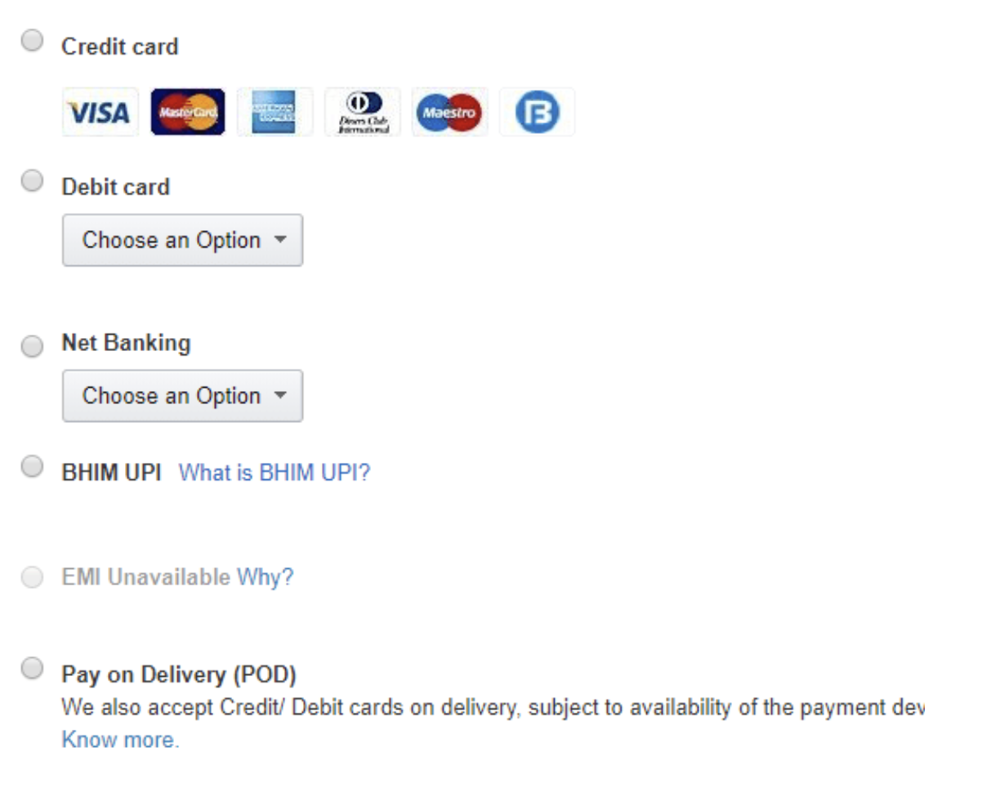 Credit card
VISA MasterCard AMERICAN EXPRESS Diners Club International Maestro B
Debit card
Choose an Option
Net Banking
Choose an Option
BHIM UPI What is BHIM UPI?
EMI Unavailable Why?
Pay on Delivery (POD)
We also accept Credit/ Debit cards on delivery, subject to availability of the payment dev
Know more.